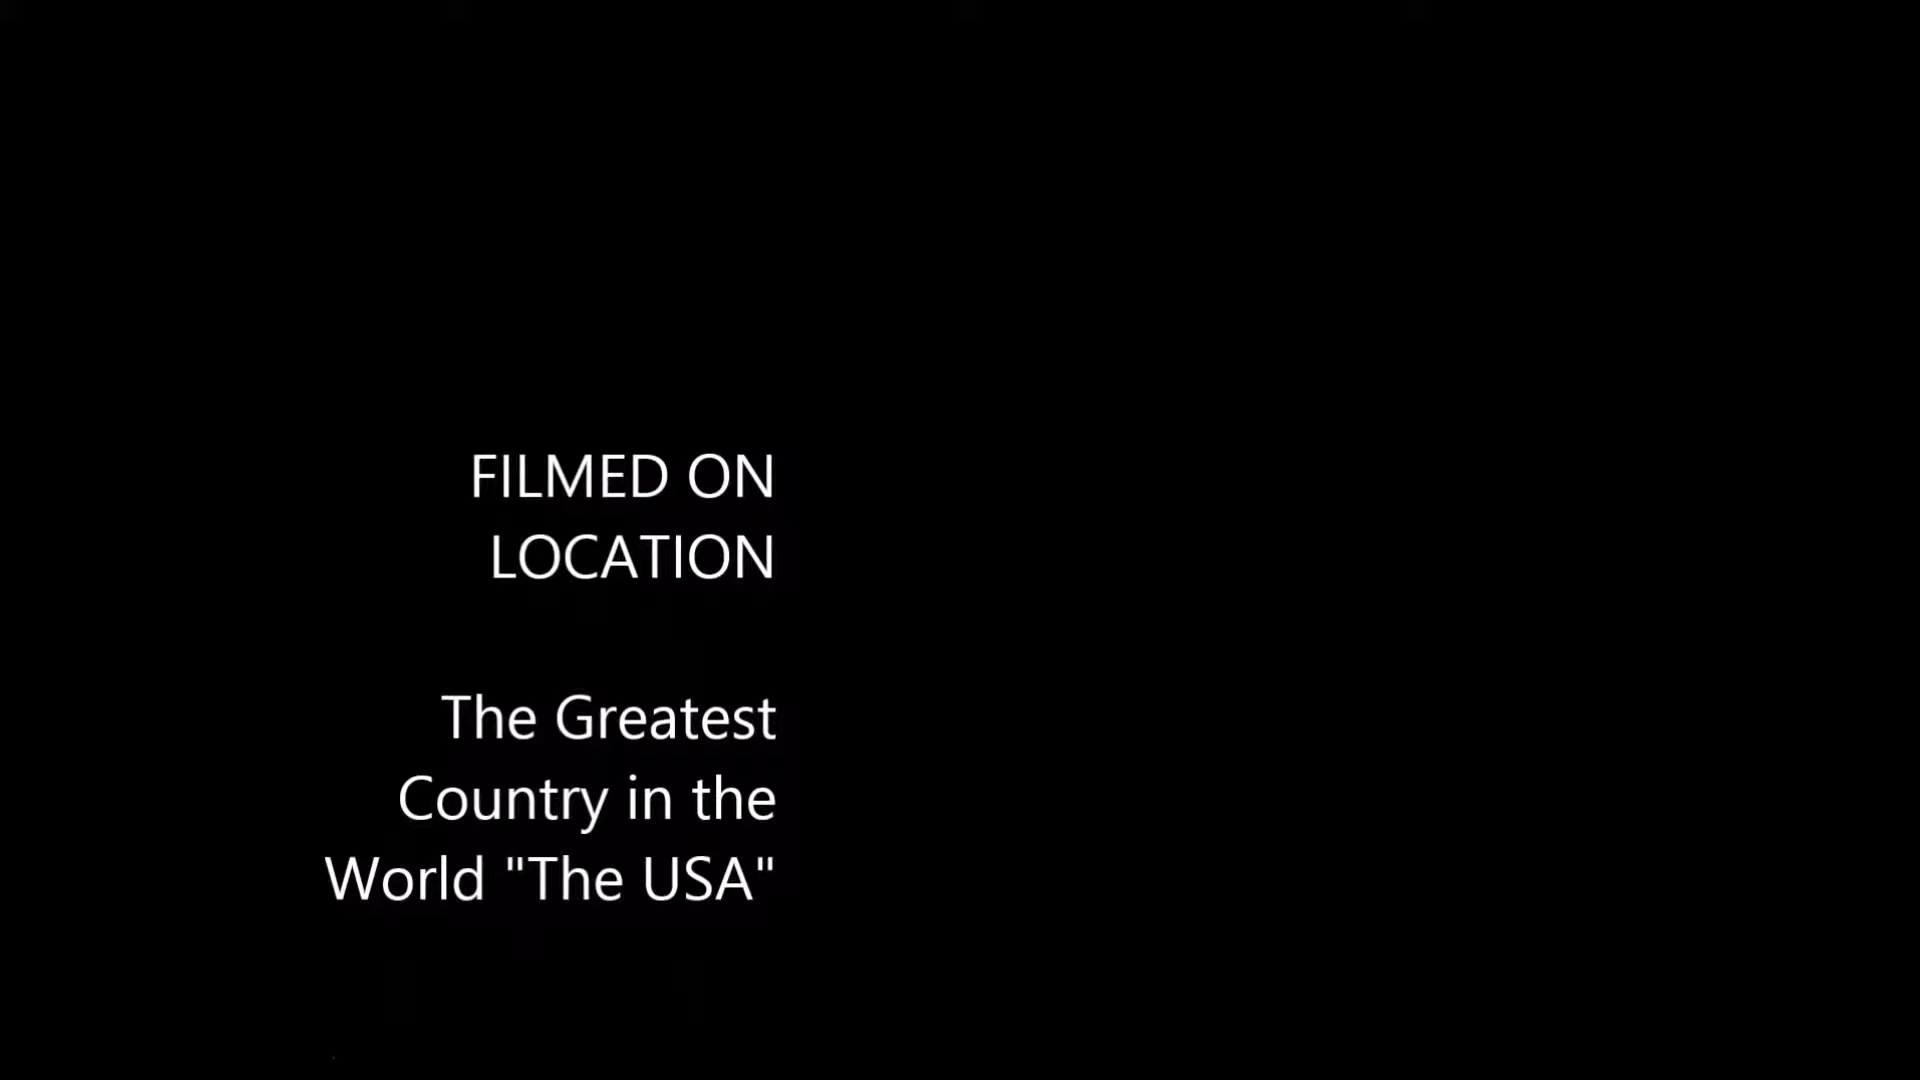 FILMED ON
LOCATION
The Greatest
Country in the
World "The USA"